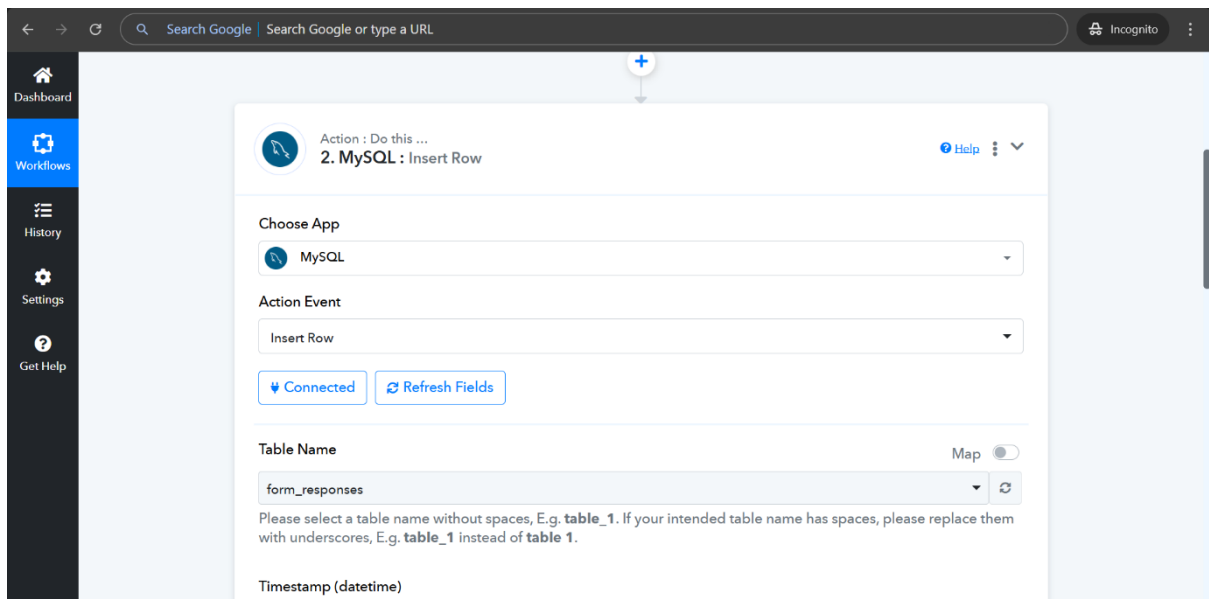 Search Google | Search Google or type a URL
Incognito
Dashboard
Workflows
History
Settings
Get Help
Action : Do this ...
2. MySQL : Insert Row
Help
Choose App
MySQL
Action Event
Insert Row
Connected
Refresh Fields
Table Name
Map
form_responses
Please select a table name without spaces, E.g. table_1. If your intended table name has spaces, please replace them
with underscores, E.g. table_1 instead of table 1.
Timestamp (datetime)